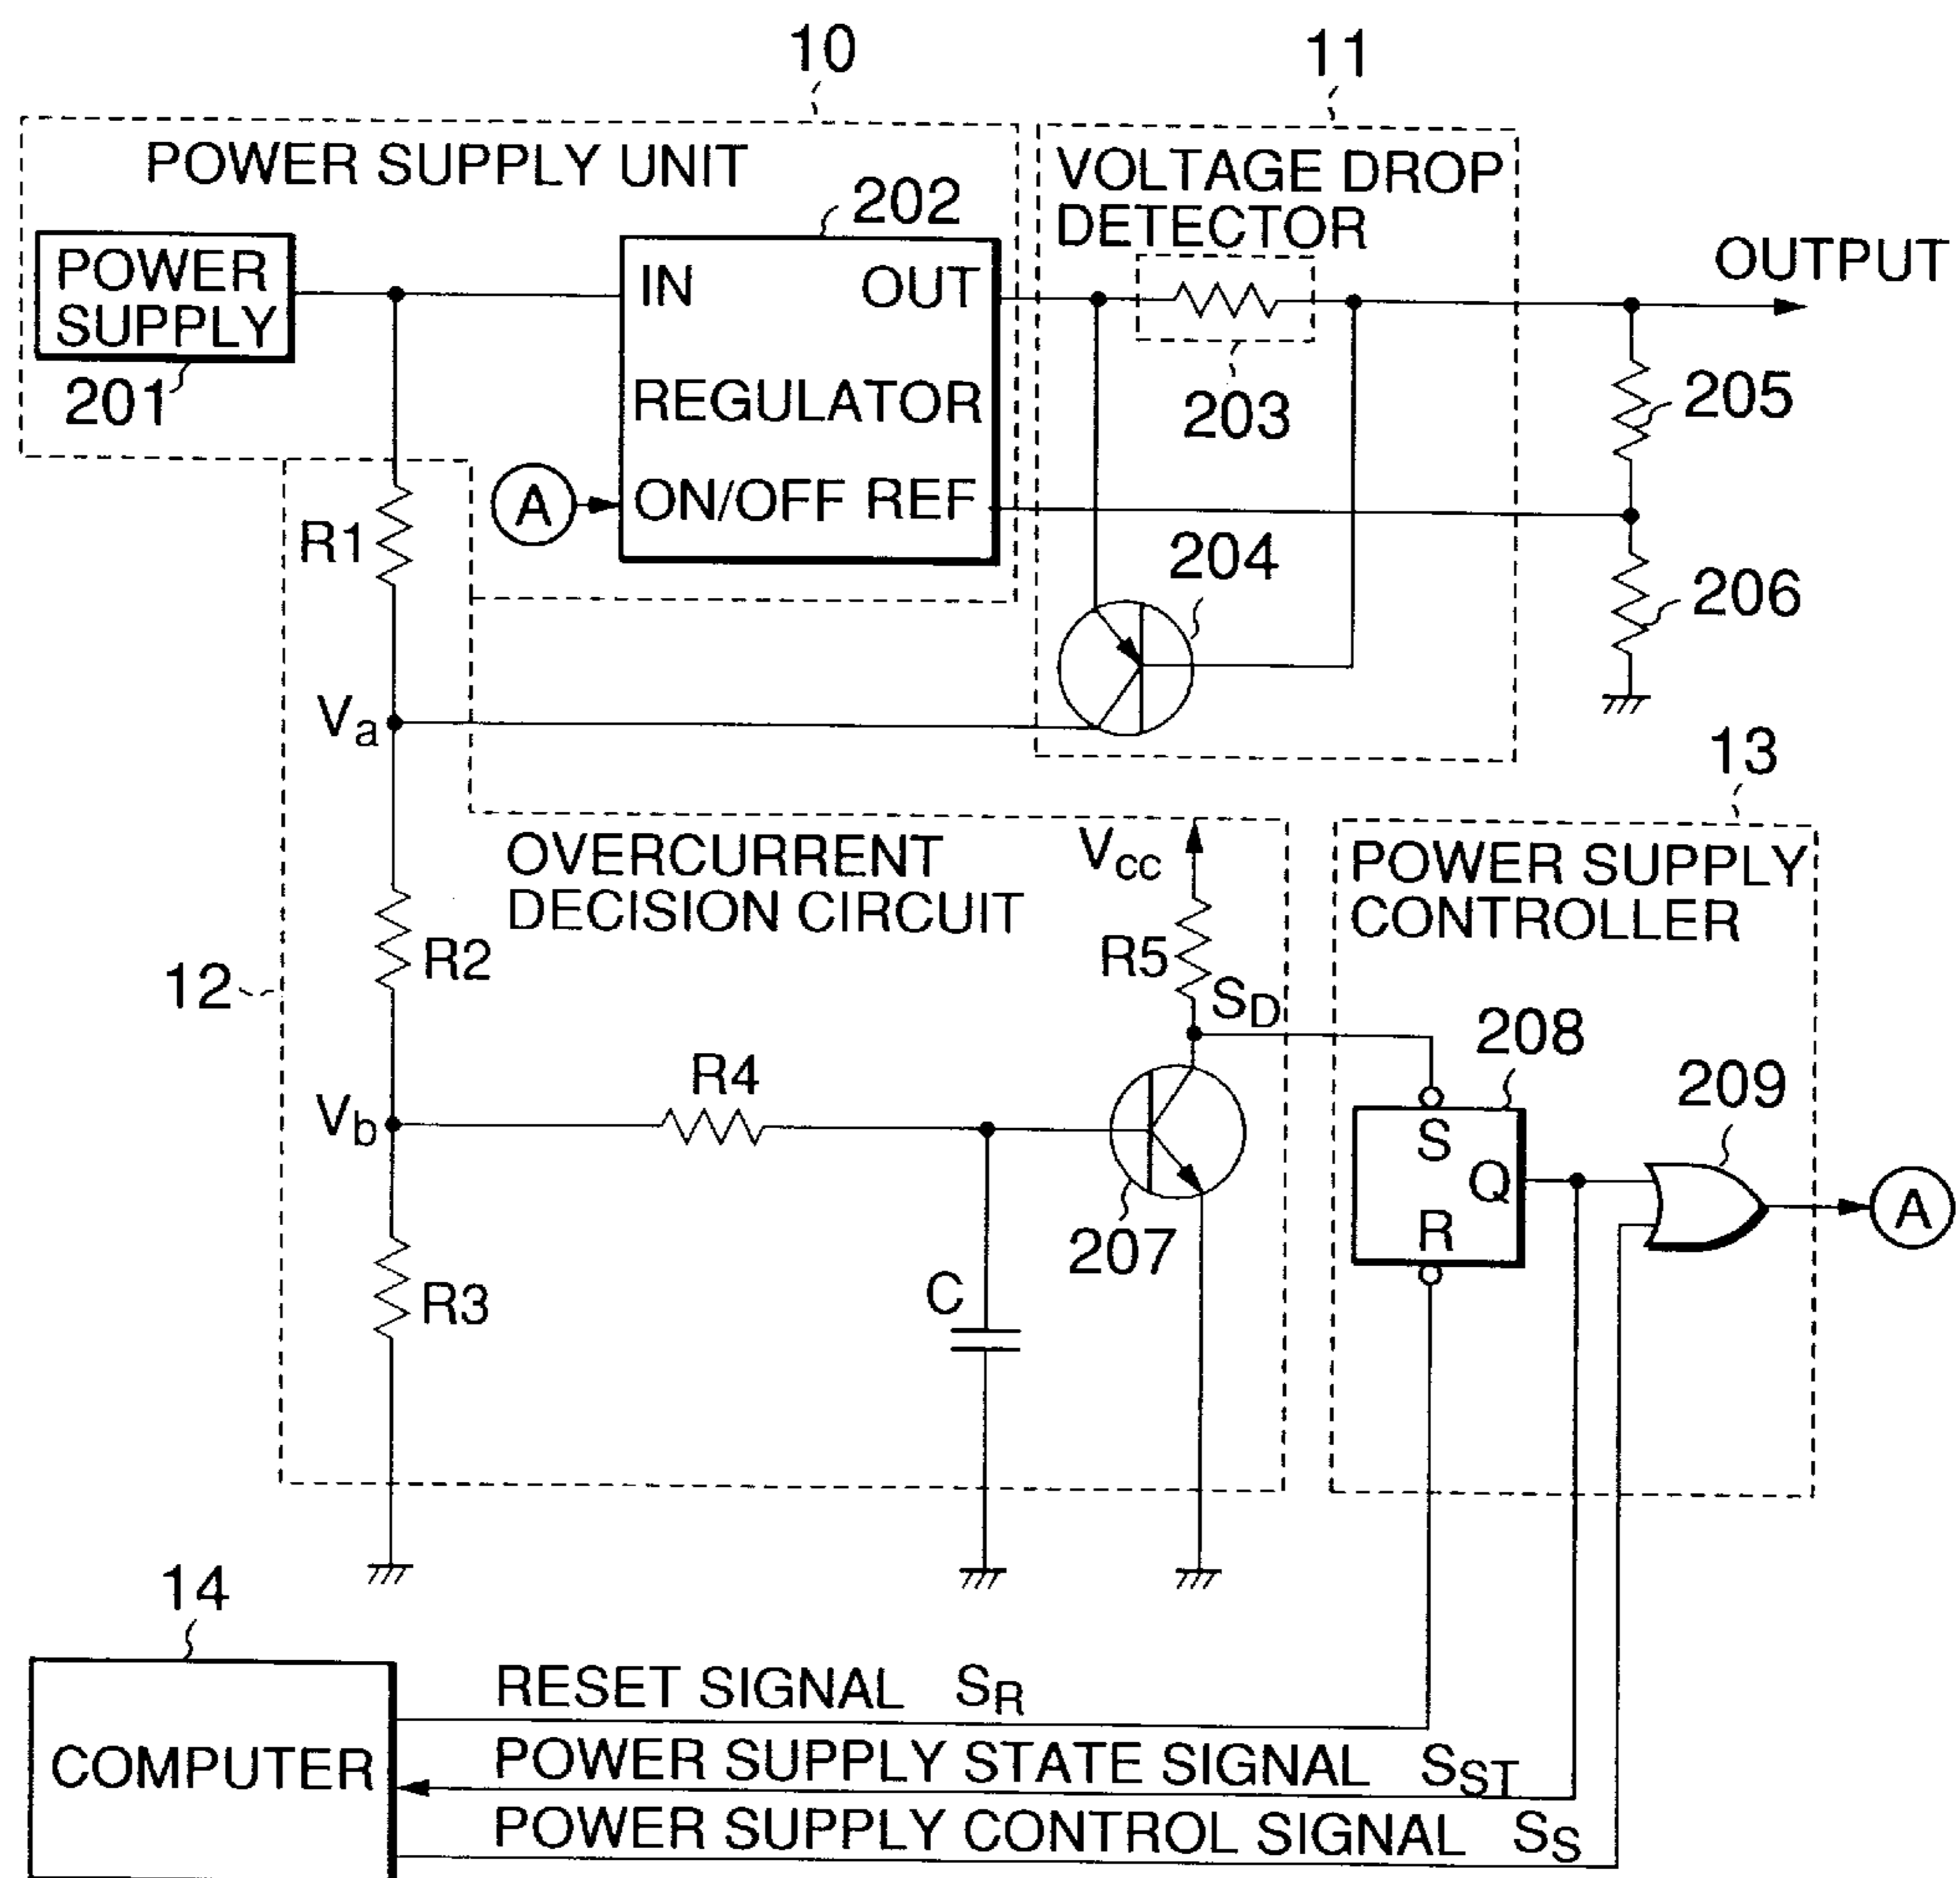 10
11
POWER SUPPLY UNIT
VOLTAGE DROP
DETECTOR
202
POWER
SUPPLY
201
IN
OUT
OUTPUT
REGULATOR
203
205
A
ON/OFF REF
R1
204
206
Va
13
OVERCURRENT
DECISION CIRCUIT
Vcc
POWER SUPPLY
CONTROLLER
R2
R5
12
SD
208
R4
209
Vb
S
Q
R
A
207
R3
C
14
RESET SIGNAL SR
COMPUTER
POWER SUPPLY STATE SIGNAL SST
POWER SUPPLY CONTROL SIGNAL SS